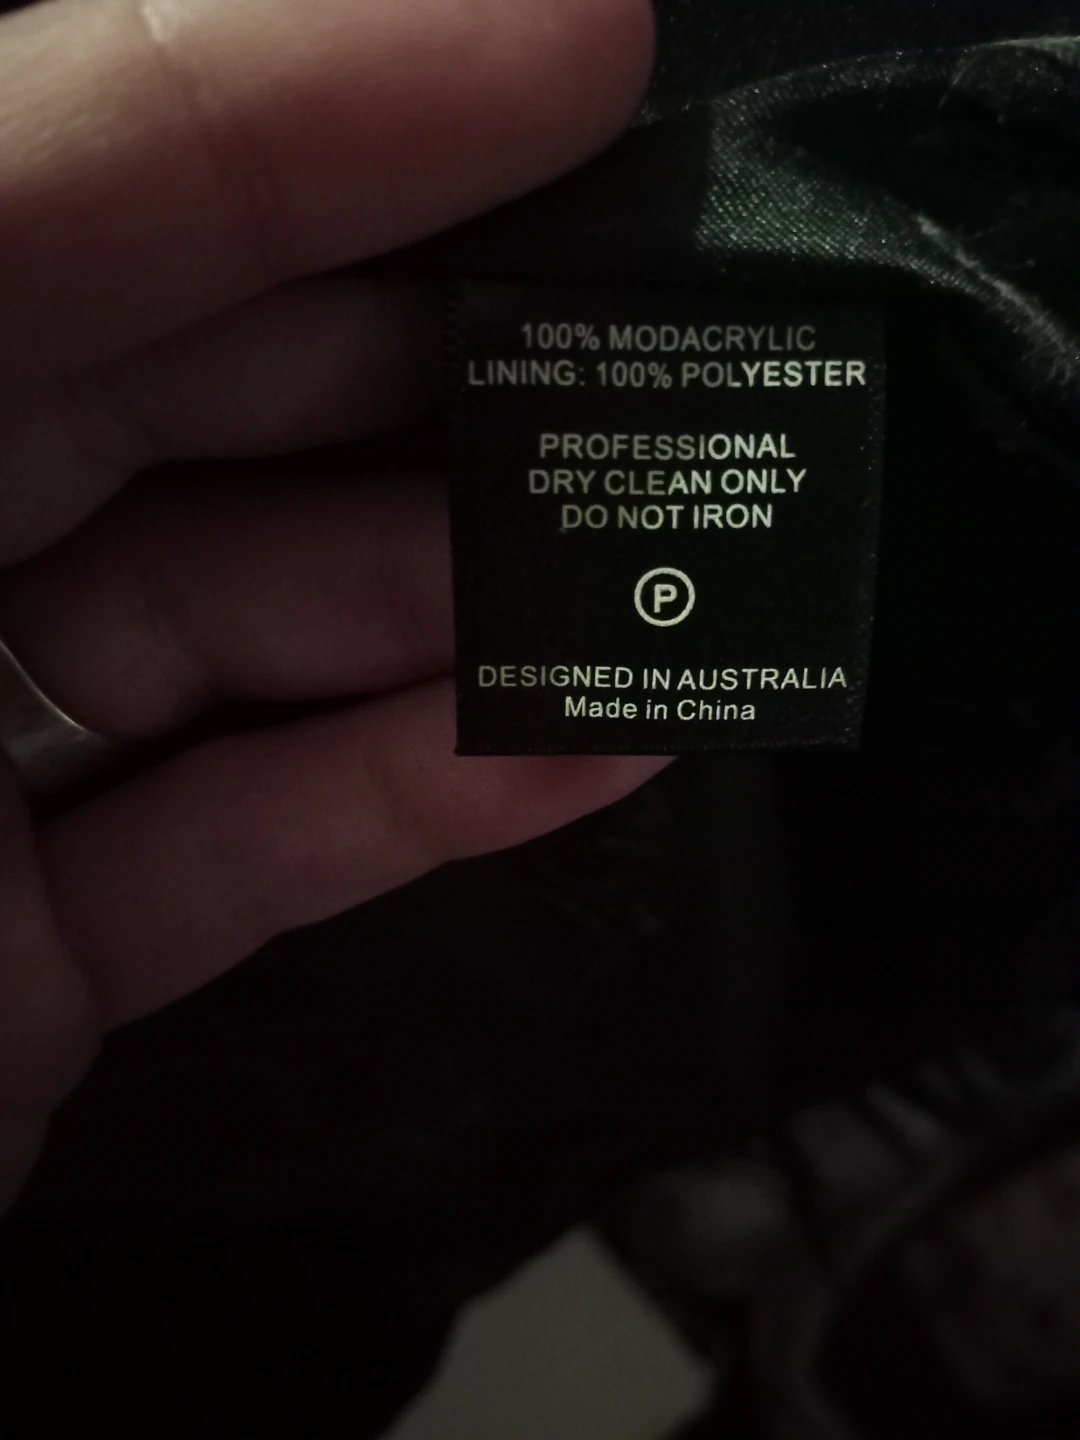 100% MODACRYLIC
LINING: 100% POLYESTER
PROFESSIONAL
DRY CLEAN ONLY
DO NOT IRON
P
DESIGNED IN AUSTRALIA
Made in China